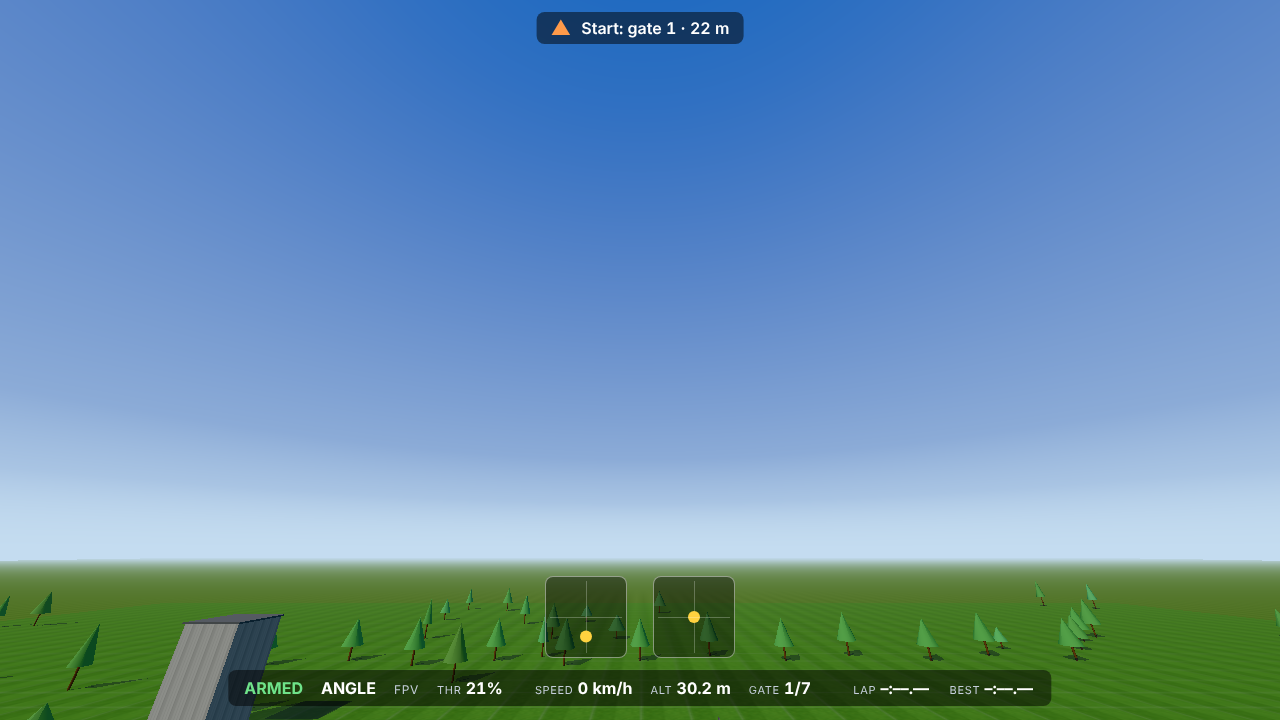 Start: gate 1 · 22 m
ARMED ANGLE FPV THR 21% SPEED 0 km/h ALT 30.2 m GATE 1/7 LAP –:––.–– BEST –:––.––